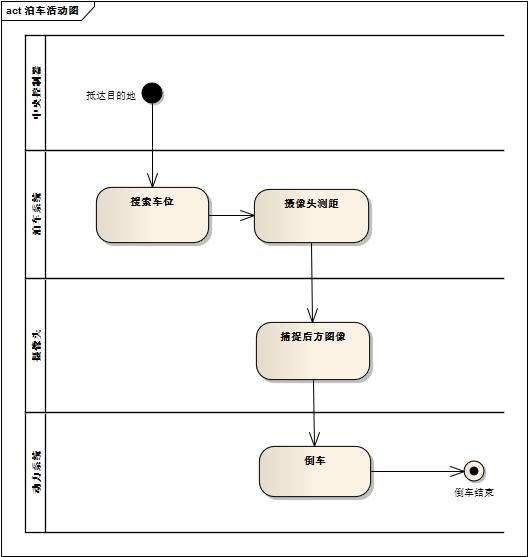 act 泊车活动图
中央控制器
抵达目的地
泊车系统
搜索车位
摄像头测距
摄像头
捕捉后方图像
动力系统
倒车
倒车结束